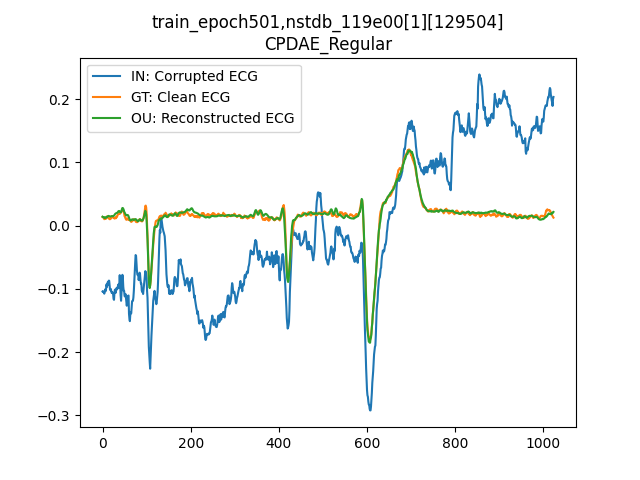 train_epoch501,nstdb_119e00[1][129504]
CPDAE_Regular
IN: Corrupted ECG
GT: Clean ECG
OU: Reconstructed ECG
0.2
0.1
0.0
−0.1
−0.2
−0.3
0 200 400 600 800 1000